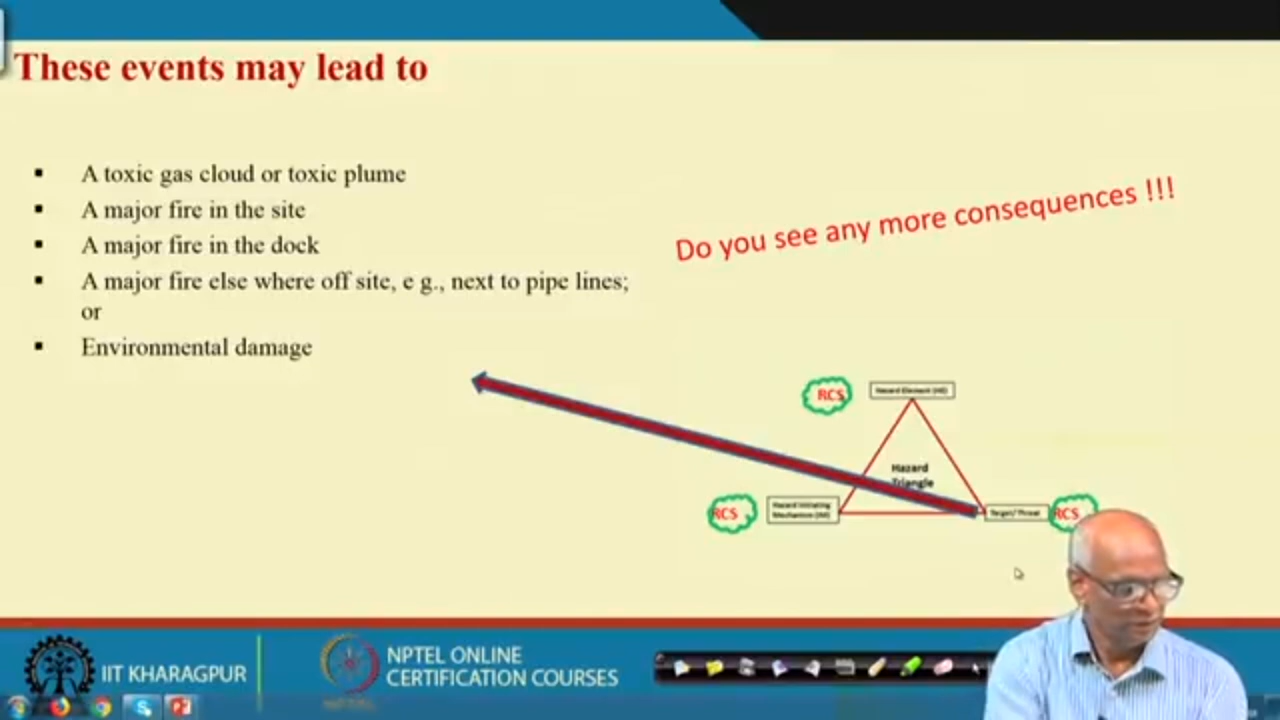 These events may lead to
A toxic gas cloud or toxic plume
A major fire in the site
A major fire in the dock
A major fire else where off site, e g., next to pipe lines;
or
Environmental damage
Do you see any more consequences !!!
RCS
Hazard Element (HE)
Hazard
Triangle
RCS
Hazard Initiating
Mechanism (IM)
Target/Threat
RCS
IIT KHARAGPUR
NPTEL ONLINE
CERTIFICATION COURSES